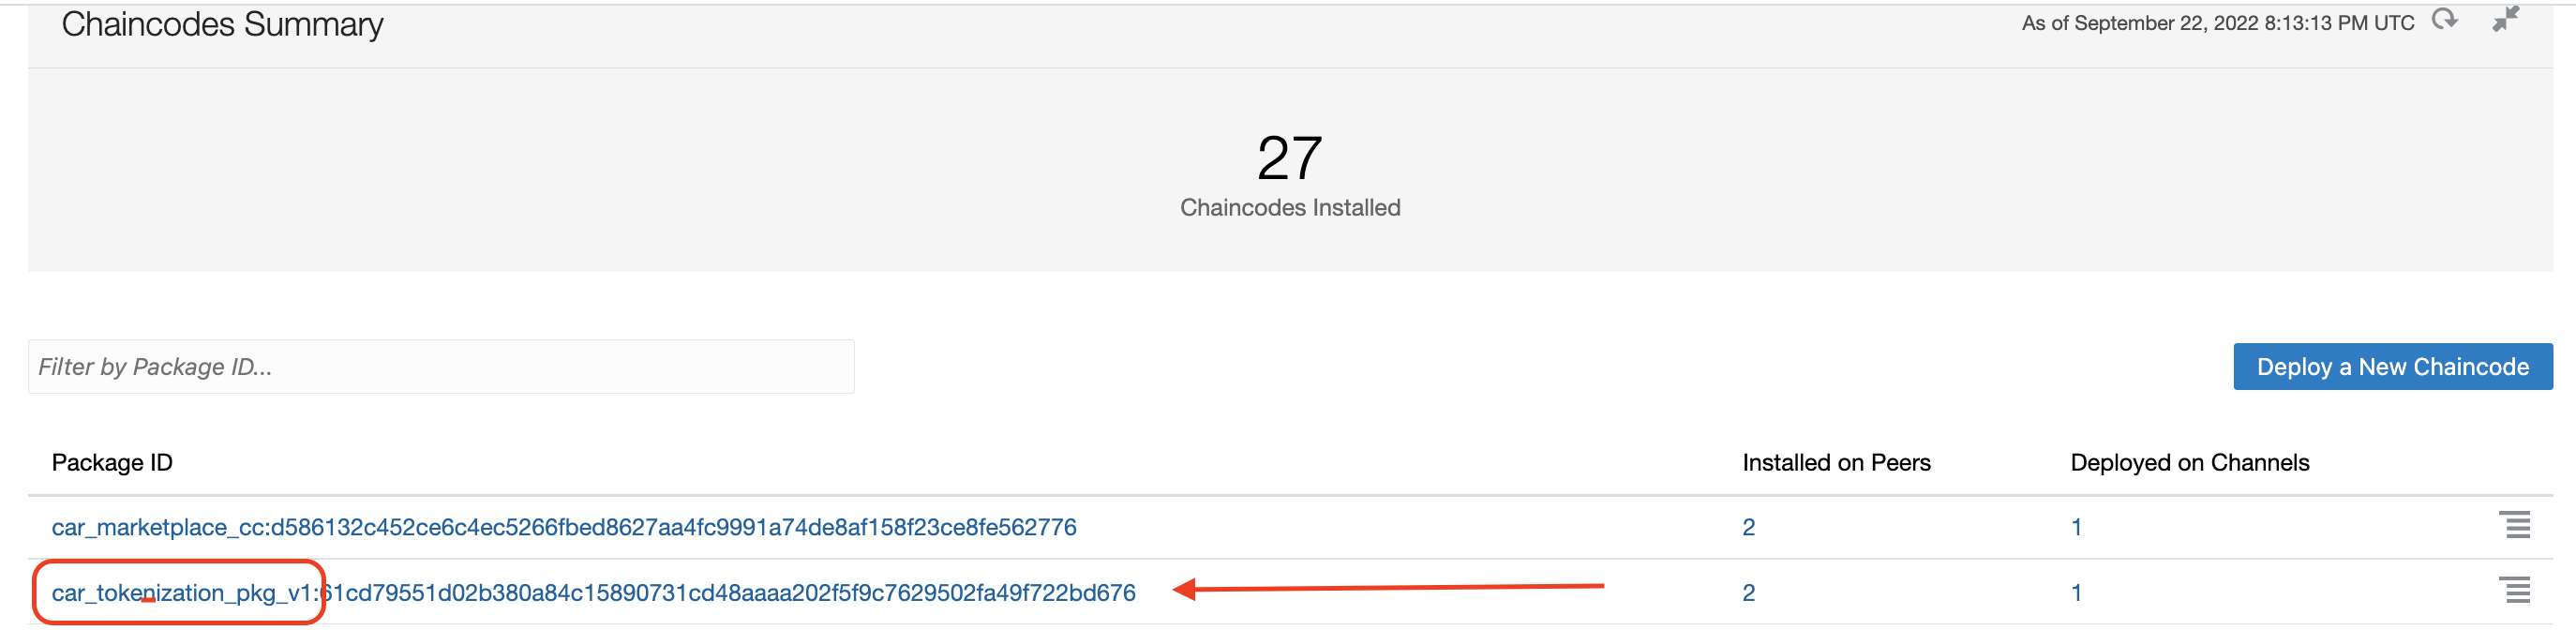 Chaincodes Summary
As of September 22, 2022 8:13:13 PM UTC
27
Chaincodes Installed
Filter by Package ID...
Deploy a New Chaincode
Package ID Installed on Peers Deployed on Channels
car_marketplace_cc:d586132c452ce6c4ec5266fbed8627aa4fc9991a74de8af158f23ce8fe562776 2 1
car_tokenization_pkg_v1:61cd79551d02b380a84c15890731cd48aaaa202f5f9c7629502fa49f722bd676 2 1